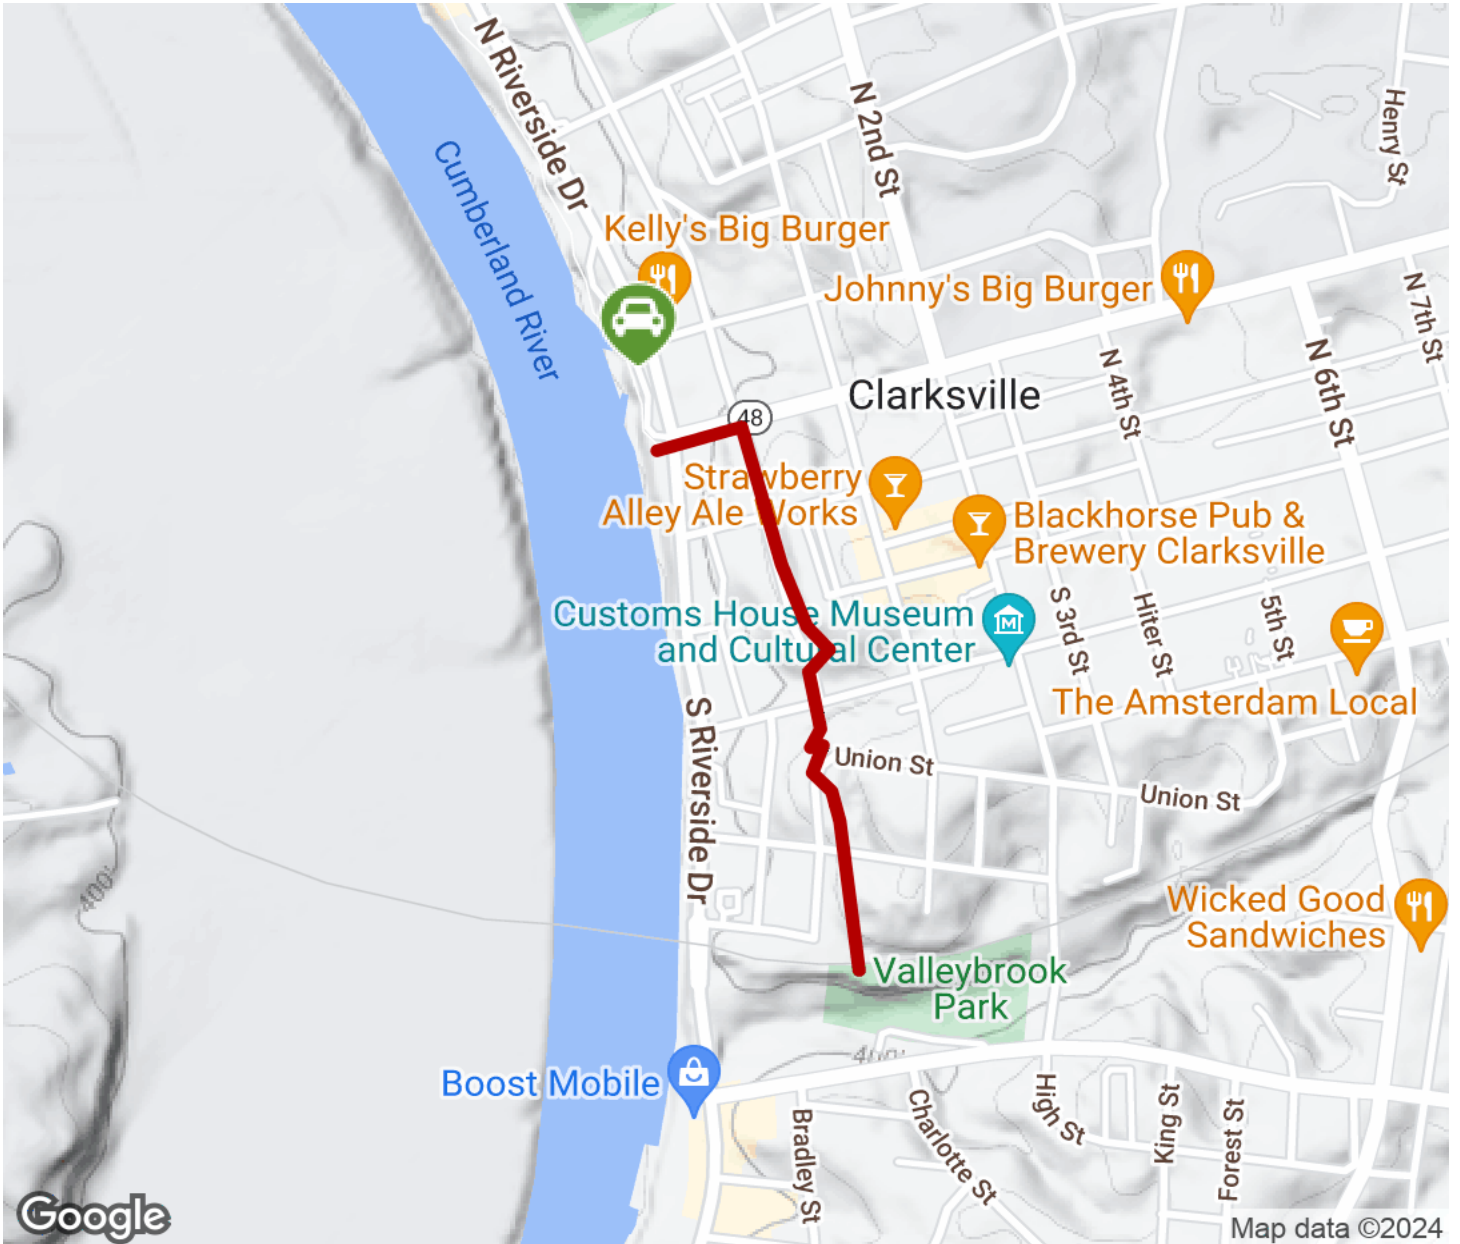 N Riverside Dr
N 2nd St
Henry St
Cumberland River
Kelly's Big Burger
Johnny's Big Burger
N 7th St
N 6th St
N 4th St
Clarksville
48
Strawberry
Alley Ale Works
Blackhorse Pub &
Brewery Clarksville
Customs House Museum
and Cultural Center
M
S 3rd St
Hiter St
5th St
The Amsterdam Local
S Riverside Dr
Union St
Union St
400'
Wicked Good
Sandwiches
Valleybrook
Park
400'
Boost Mobile
Bradley St
Charlotte St
High St
King St
Forest St
Google
Map data ©2024